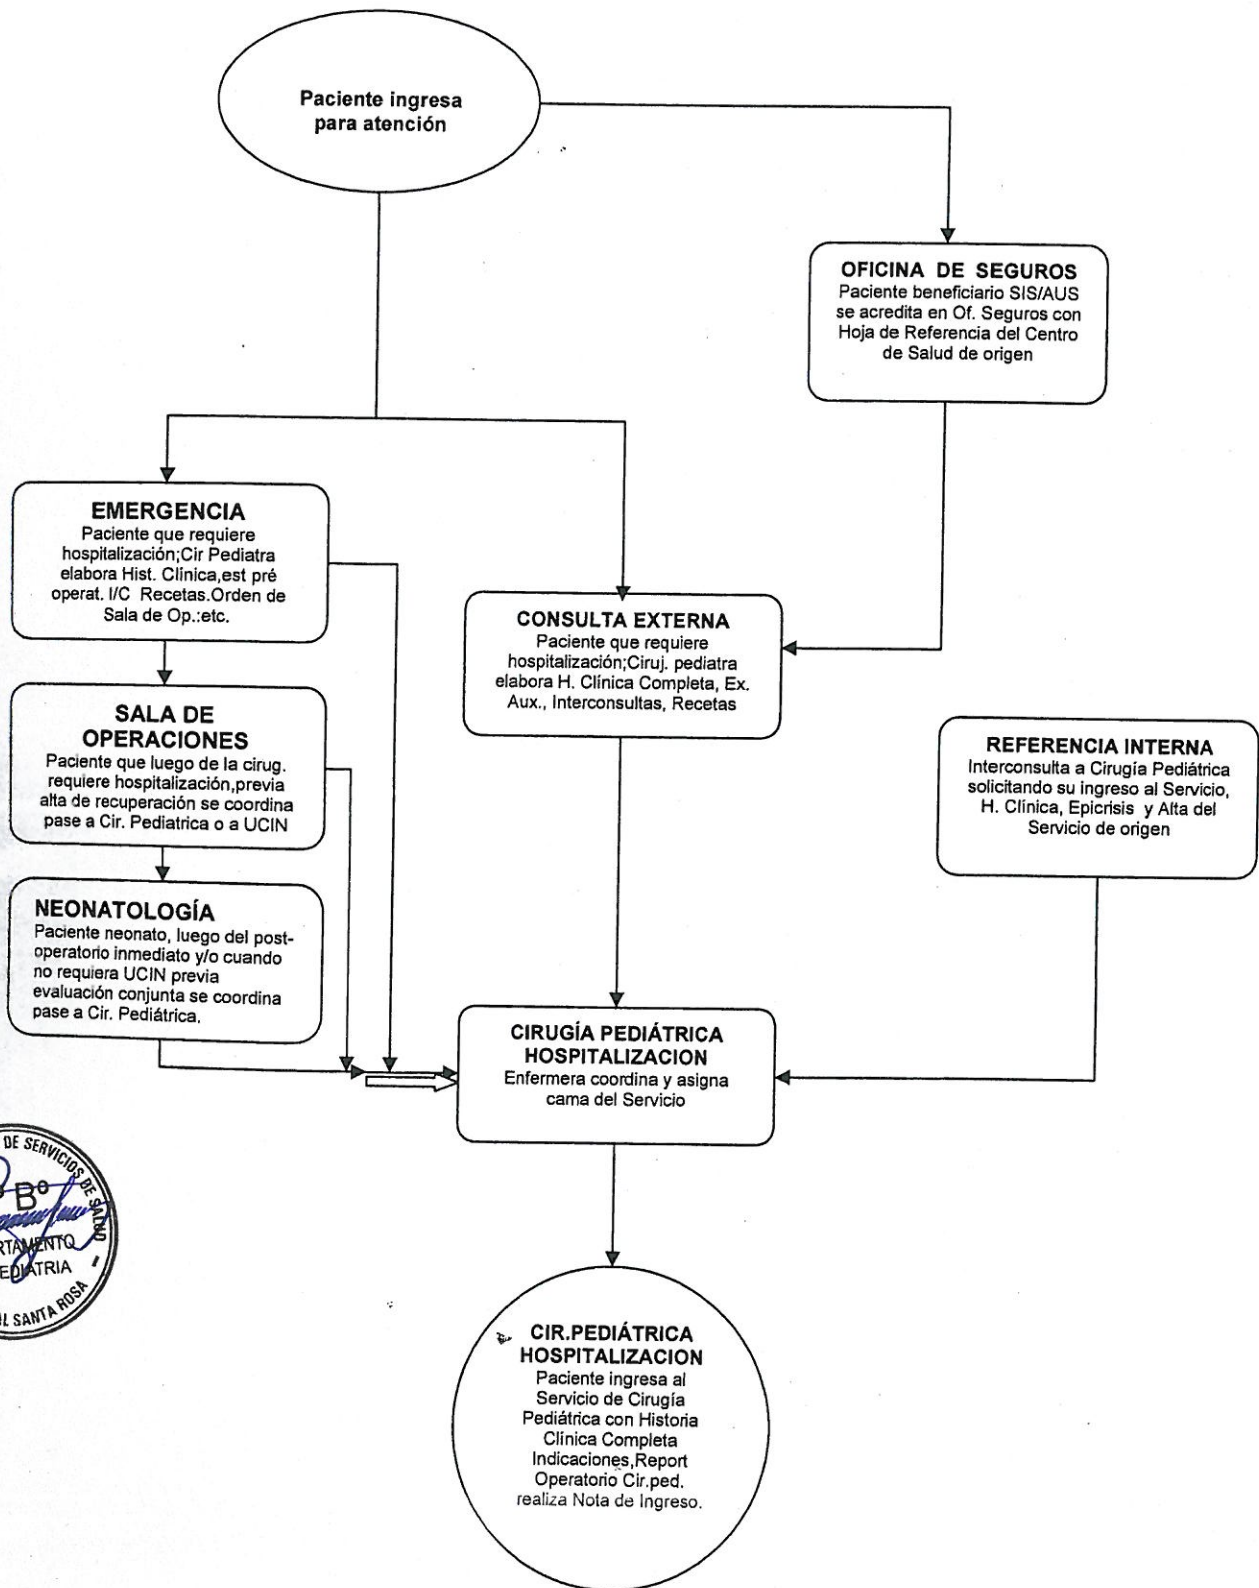 Paciente ingresa
para atención
OFICINA DE SEGUROS
Paciente beneficiario SIS/AUS
se acredita en Of. Seguros con
Hoja de Referencia del Centro
de Salud de origen
EMERGENCIA
Paciente que requiere
hospitalización;Cir Pediatra
elabora Hist. Clínica,est pré
operat. I/C Recetas.Orden de
Sala de Op.:etc.
CONSULTA EXTERNA
Paciente que requiere
hospitalización;Ciruj. pediatra
elabora H. Clínica Completa, Ex.
Aux., Interconsultas, Recetas
SALA DE
OPERACIONES
Paciente que luego de la cirug.
requiere hospitalización,previa
alta de recuperación se coordina
pase a Cir. Pediatrica o a UCIN
REFERENCIA INTERNA
Interconsulta a Cirugía Pediátrica
solicitando su ingreso al Servicio,
H. Clínica, Epicrisis y Alta del
Servicio de origen
NEONATOLOGÍA
Paciente neonato, luego del post-
operatorio inmediato y/o cuando
no requiera UCIN previa
evaluación conjunta se coordina
pase a Cir. Pediátrica.
CIRUGÍA PEDIÁTRICA
HOSPITALIZACION
Enfermera coordina y asigna
cama del Servicio
DE SERVICIOS DE SALUD
Bº
RTAMENTO
EDIATRIA
L SANTA ROSA
CIR.PEDIÁTRICA
HOSPITALIZACION
Paciente ingresa al
Servicio de Cirugía
Pediátrica con Historia
Clínica Completa
Indicaciones,Report
Operatorio Cir.ped.
realiza Nota de Ingreso.